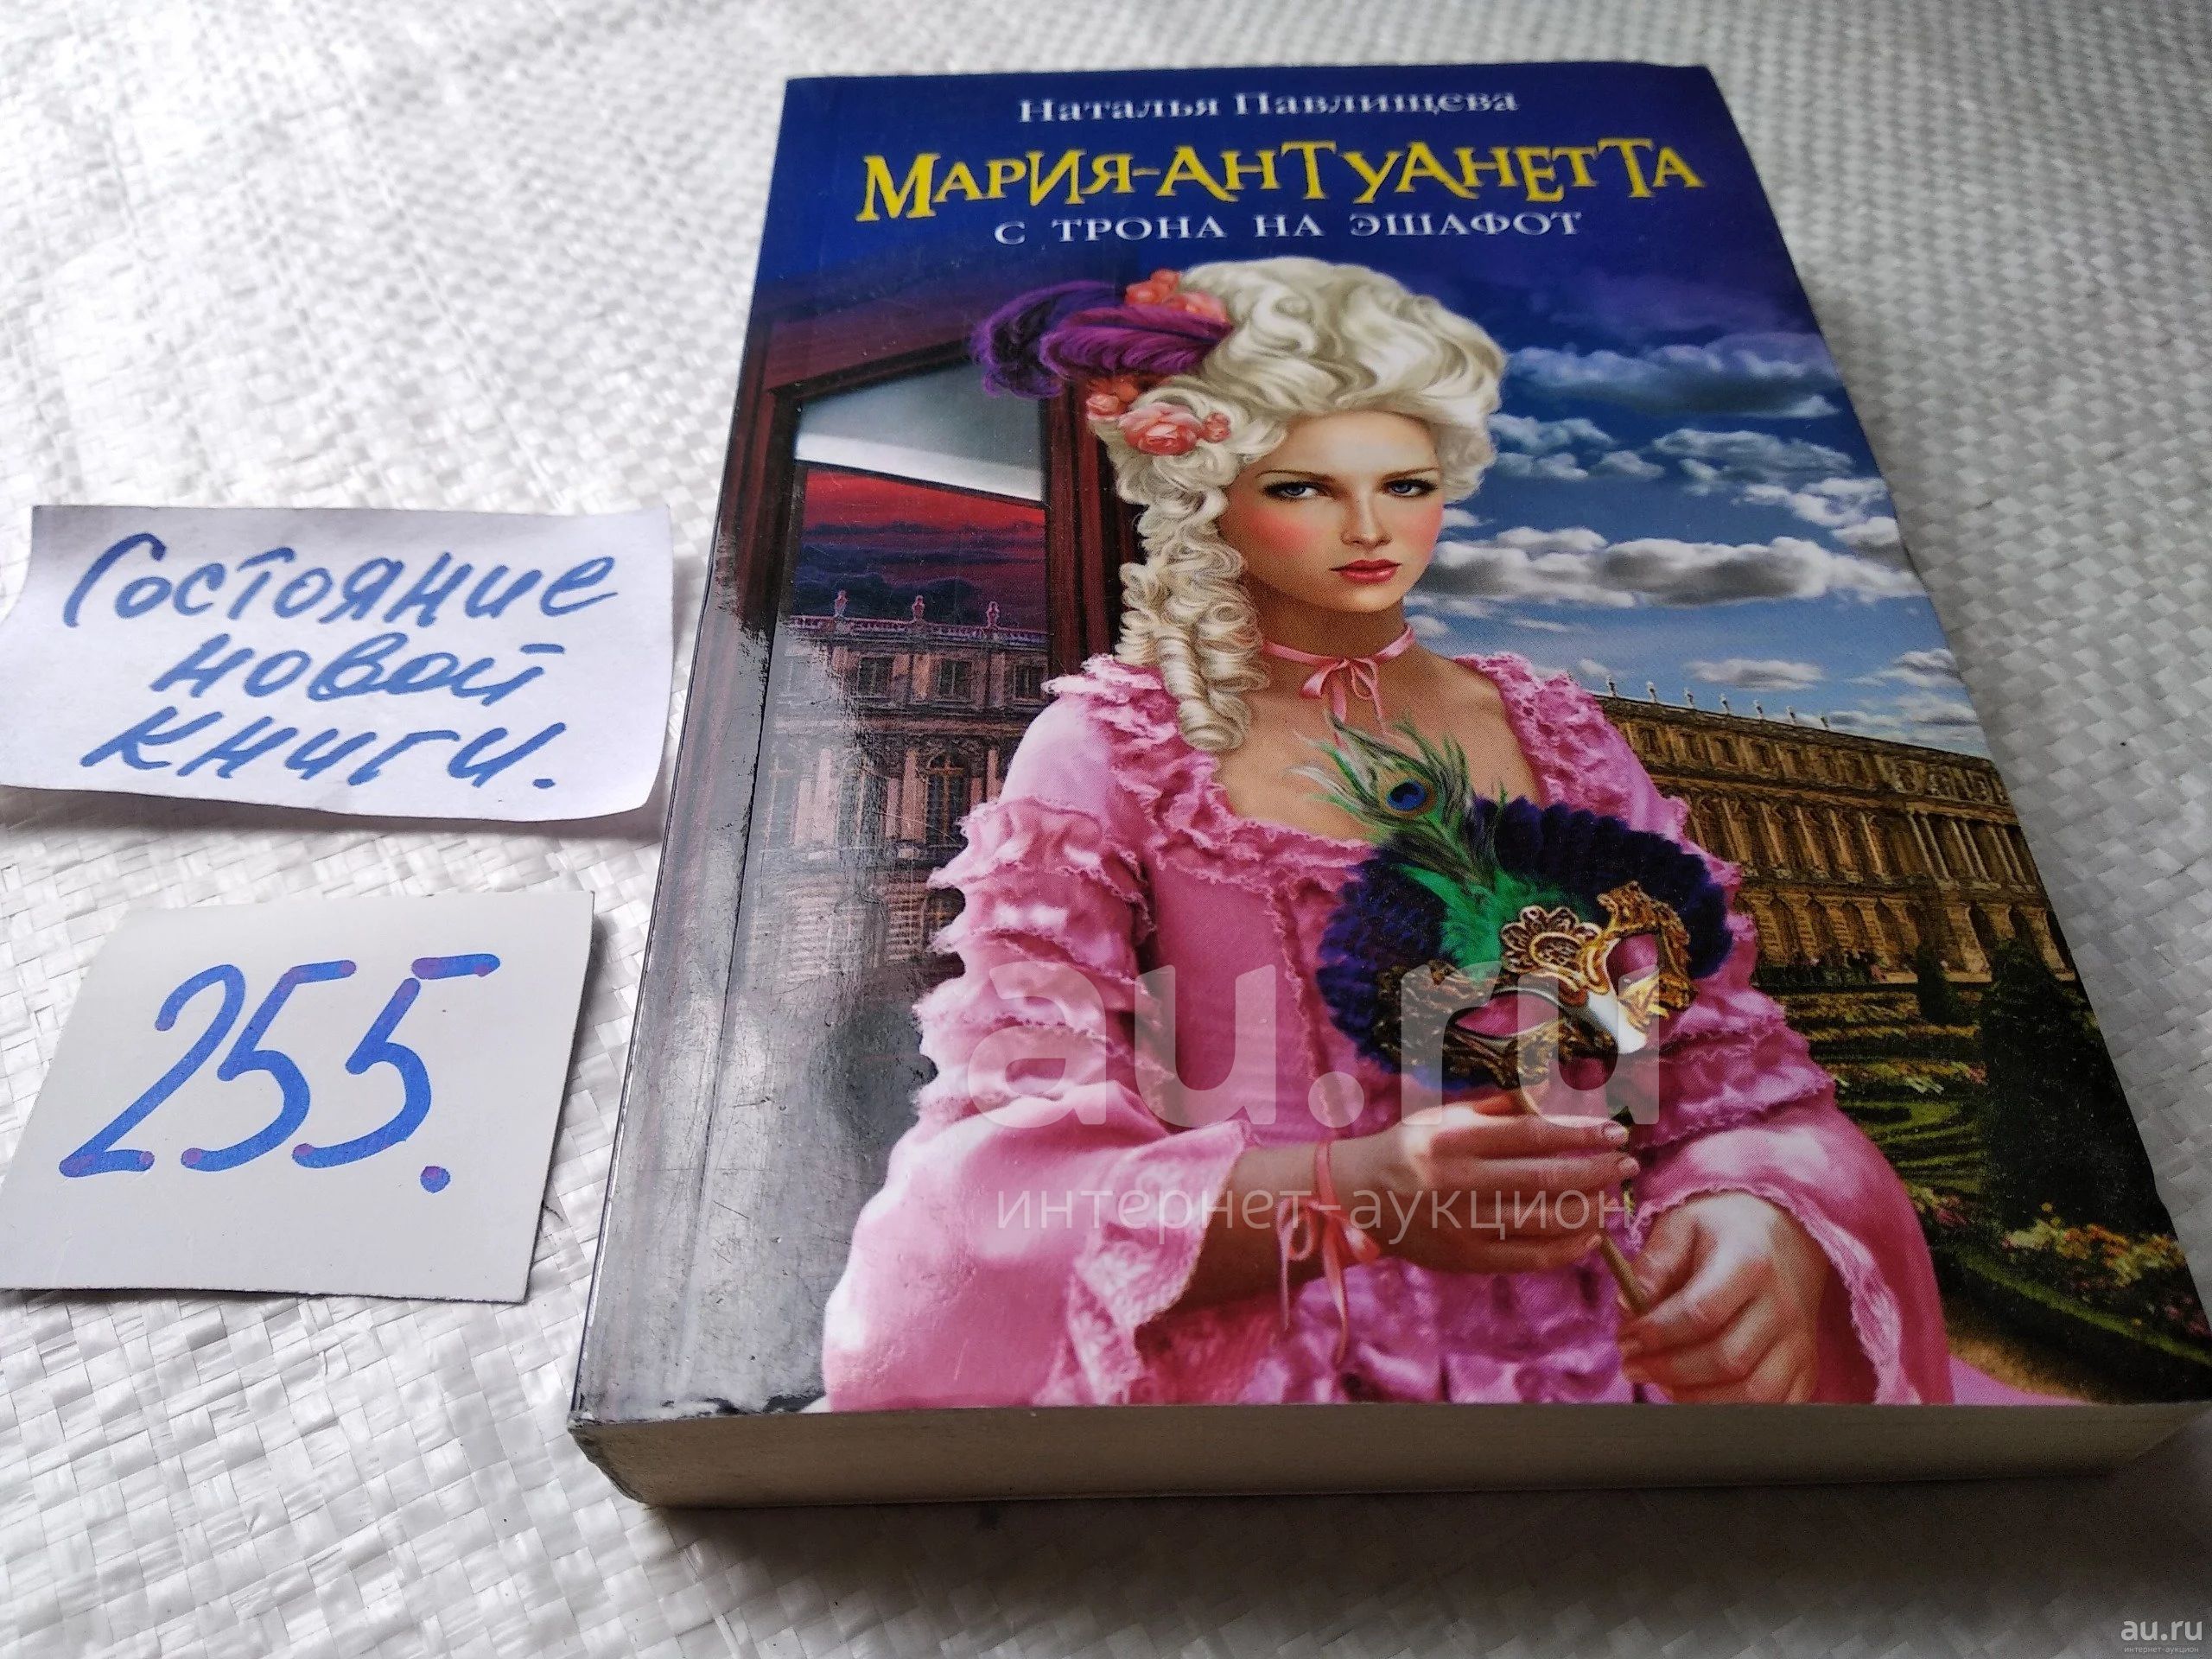 Наталья Павлищева
Мария-Антуанетта
с трона на эшафот
Состояние
новой
книги.
255.
au.ru
интернет-аукцион
au.ru
интернет-аукцион